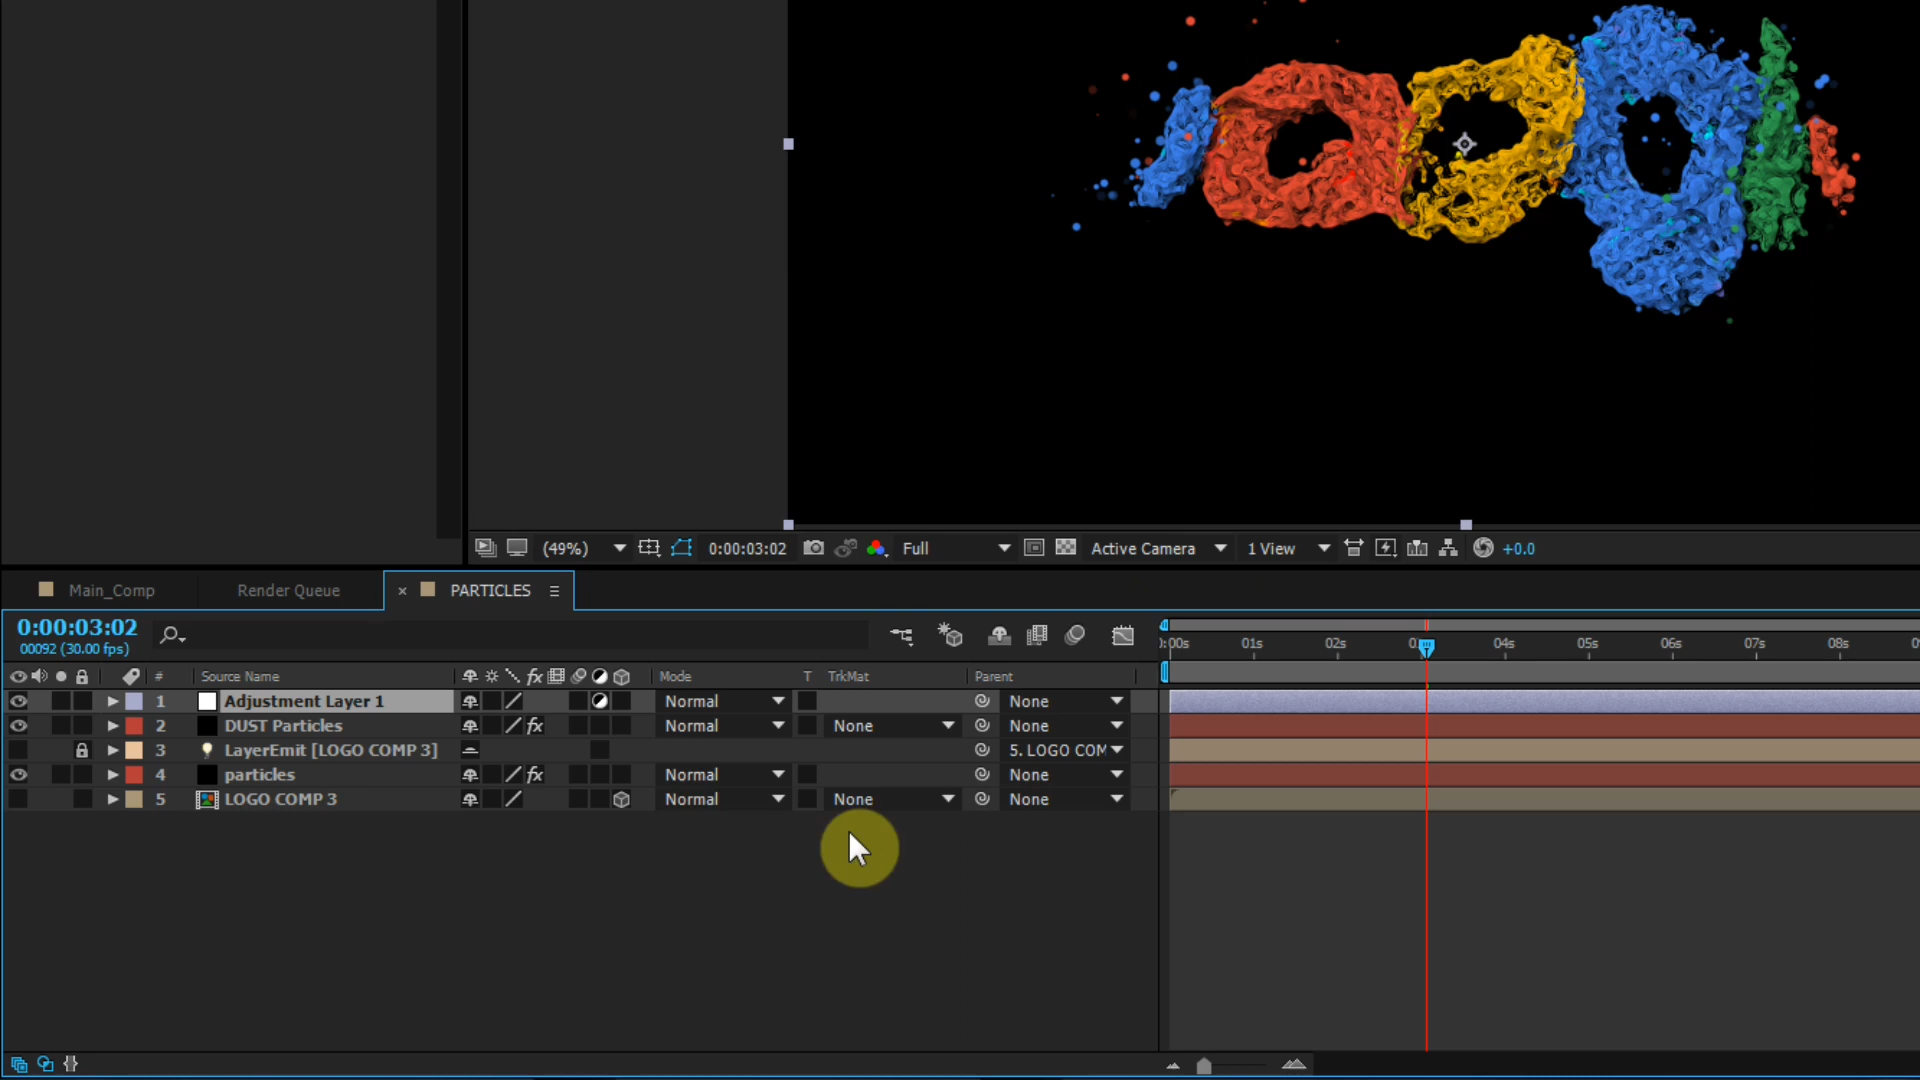 (49%) 0:00:03:02 Full Active Camera 1 View +0.0
Main_Comp Render Queue × PARTICLES
0:00:03:02
00092 (30.00 fps)
:00s 01s 02s 04s 05s 06s 07s 08s
# Source Name fx Mode T TrkMat Parent
1 Adjustment Layer 1 Normal None
2 DUST Particles fx Normal None None
3 LayerEmit [LOGO COMP 3] 5. LOGO COM
4 particles fx Normal None
5 LOGO COMP 3 Normal None None